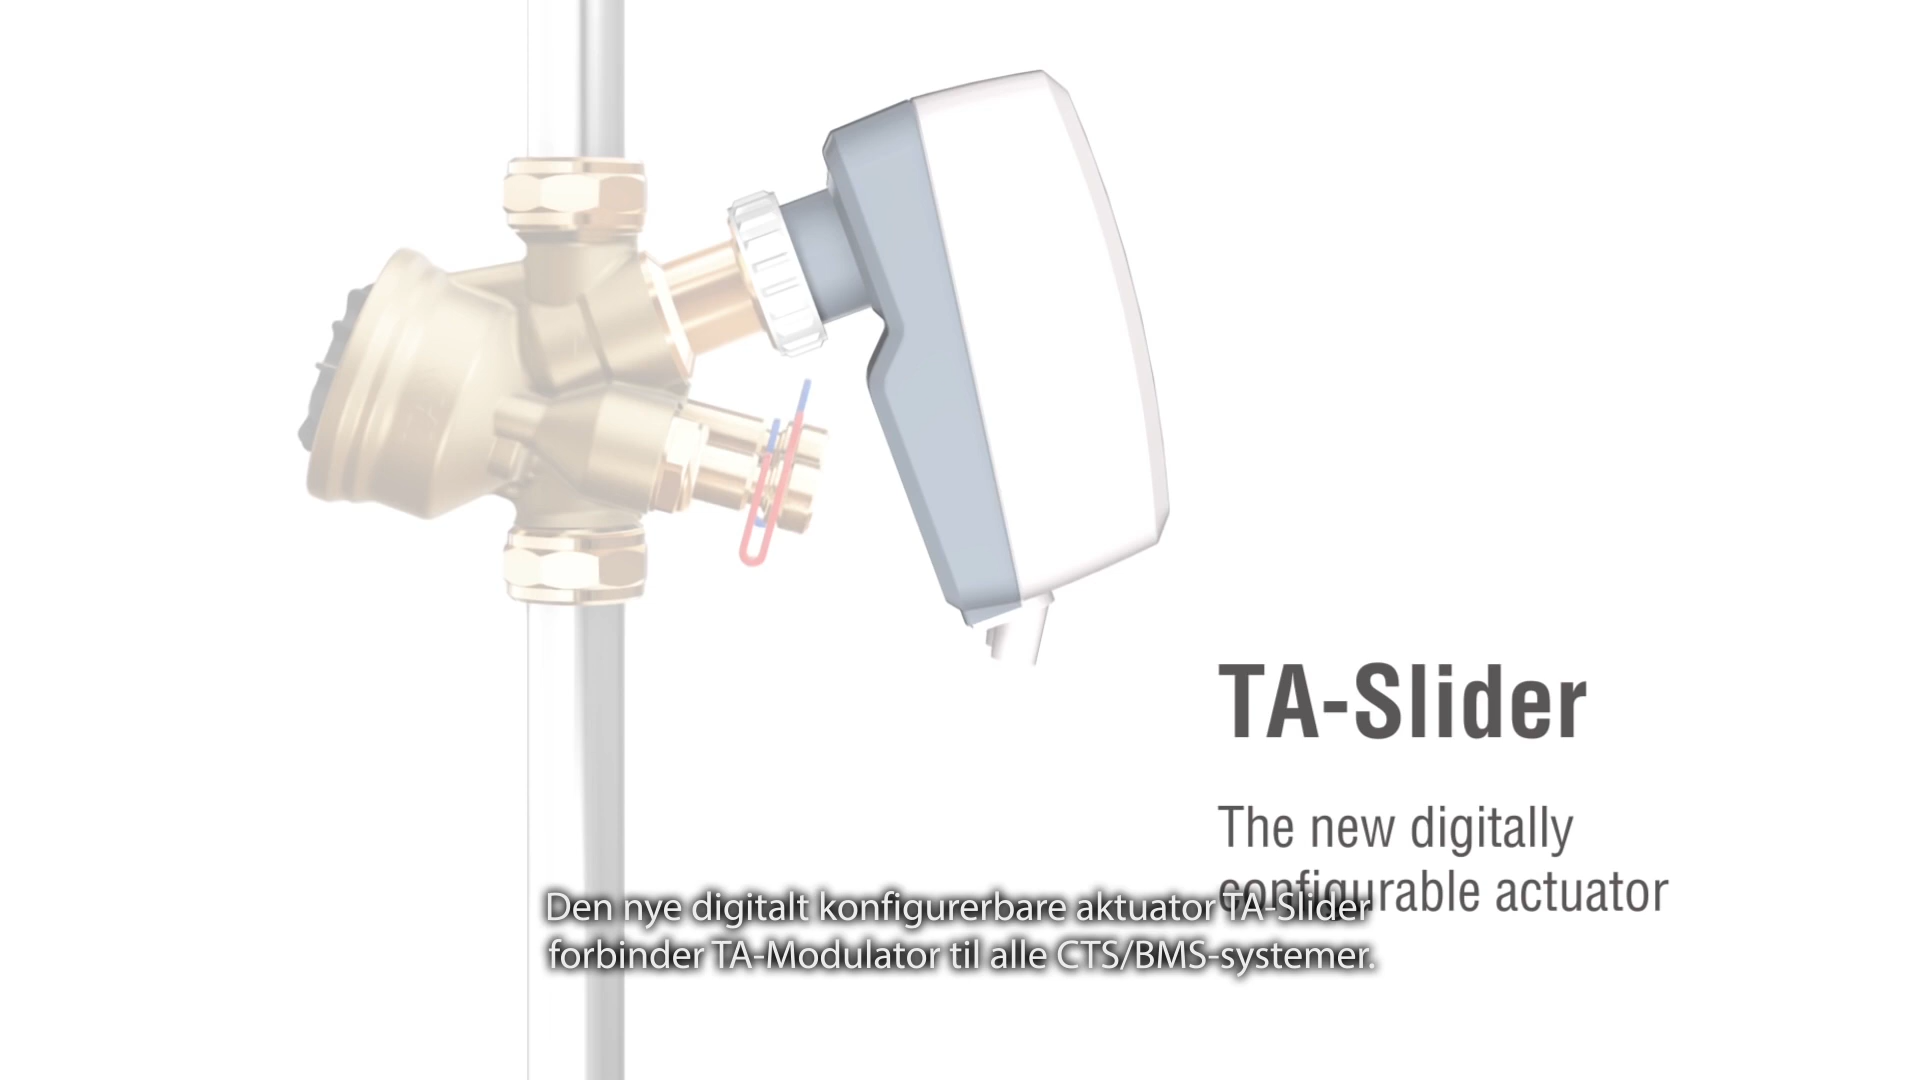 TA-Slider
The new digitally
configurable actuator
Den nye digitalt konfigurerbare aktuator TA-Slider
forbinder TA-Modulator til alle CTS/BMS-systemer.